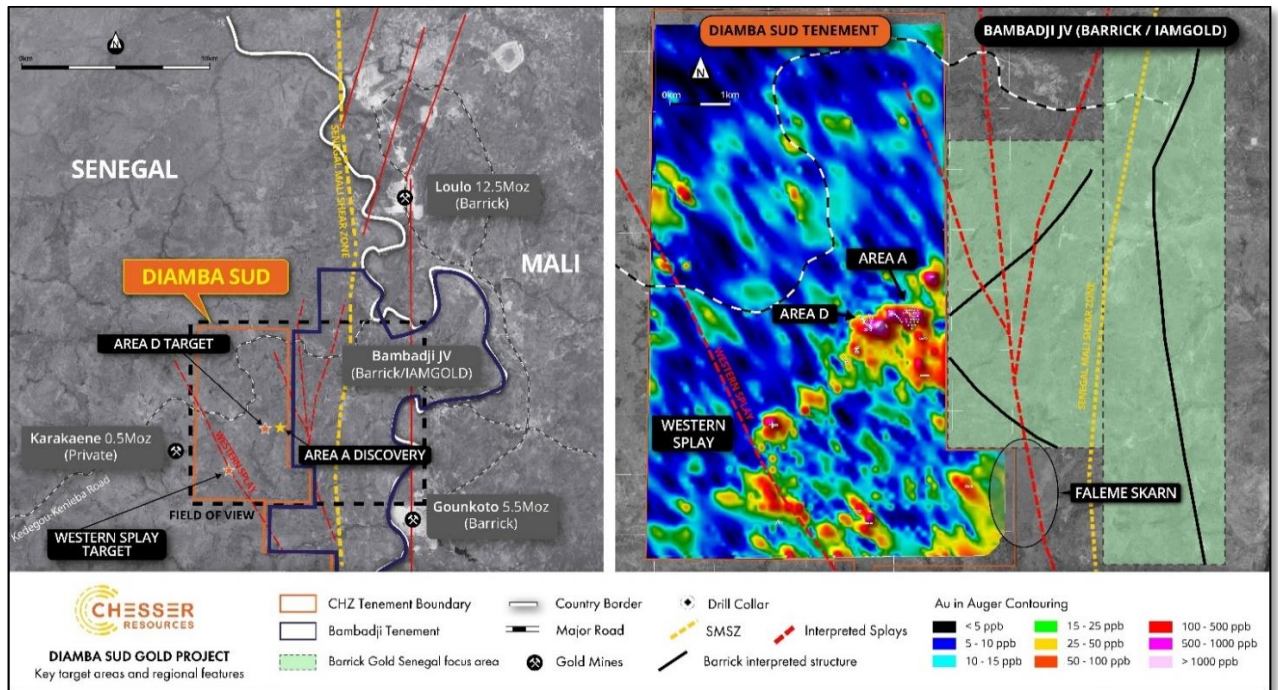 0km
10km
N
SENEGAL
SENEGAL MALI SHEAR ZONE
Loulo 12.5Moz
(Barrick)
MALI
DIAMBA SUD
AREA D TARGET
Bambadji JV
(Barrick/IAMGOLD)
Karakaene 0.5Moz
(Private)
AREA A DISCOVERY
WESTERN SPLAY
Kedegou-Kenieba Road
FIELD OF VIEW
Gounkoto 5.5Moz
(Barrick)
WESTERN SPLAY
TARGET
DIAMBA SUD TENEMENT
BAMBADJI JV (BARRICK / IAMGOLD)
N
0km
1km
AREA A
AREA D
SENEGAL MALI SHEAR ZONE
WESTERN SPLAY
WESTERN
SPLAY
FALEME SKARN
CHESSER
RESOURCES
DIAMBA SUD GOLD PROJECT
Key target areas and regional features
CHZ Tenement Boundary
Bambadji Tenement
Barrick Gold Senegal focus area
Country Border
Major Road
Gold Mines
Drill Collar
SMSZ
Interpreted Splays
Barrick interpreted structure
Au in Auger Contouring
< 5 ppb
5 - 10 ppb
10 - 15 ppb
15 - 25 ppb
25 - 50 ppb
50 - 100 ppb
100 - 500 ppb
500 - 1000 ppb
> 1000 ppb